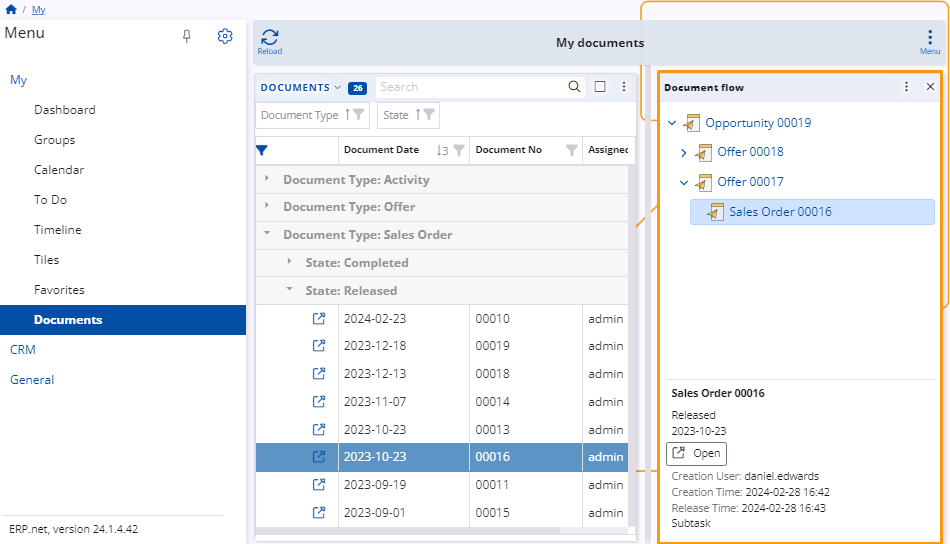 / My
Menu
My
Dashboard
Groups
Calendar
To Do
Timeline
Tiles
Favorites
Documents
CRM
General
ERP.net, version 24.1.4.42
Reload
My documents
Menu
DOCUMENTS 26 Search
Document Type State
Document Date 3 Document No Assigned
Document Type: Activity
Document Type: Offer
Document Type: Sales Order
State: Completed
State: Released
2024-02-23 00010 admin
2023-12-18 00019 admin
2023-12-13 00018 admin
2023-11-07 00014 admin
2023-10-23 00013 admin
2023-10-23 00016 admin
2023-09-19 00011 admin
2023-09-01 00015 admin
Document flow
Opportunity 00019
Offer 00018
Offer 00017
Sales Order 00016
Sales Order 00016
Released
2023-10-23
Open
Creation User: daniel.edwards
Creation Time: 2024-02-28 16:42
Release Time: 2024-02-28 16:43
Subtask